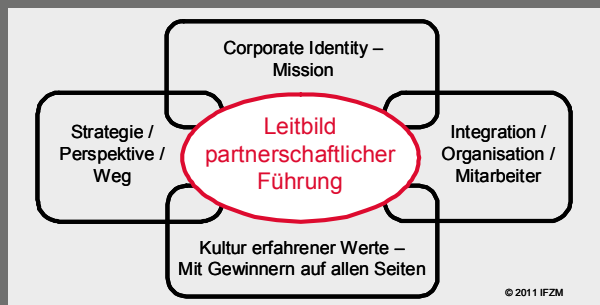 Corporate Identity –
Mission
Strategie /
Perspektive /
Weg
Leitbild
partnerschaftlicher
Führung
Integration /
Organisation /
Mitarbeiter
Kultur erfahrener Werte –
Mit Gewinnern auf allen Seiten
© 2011 IFZM